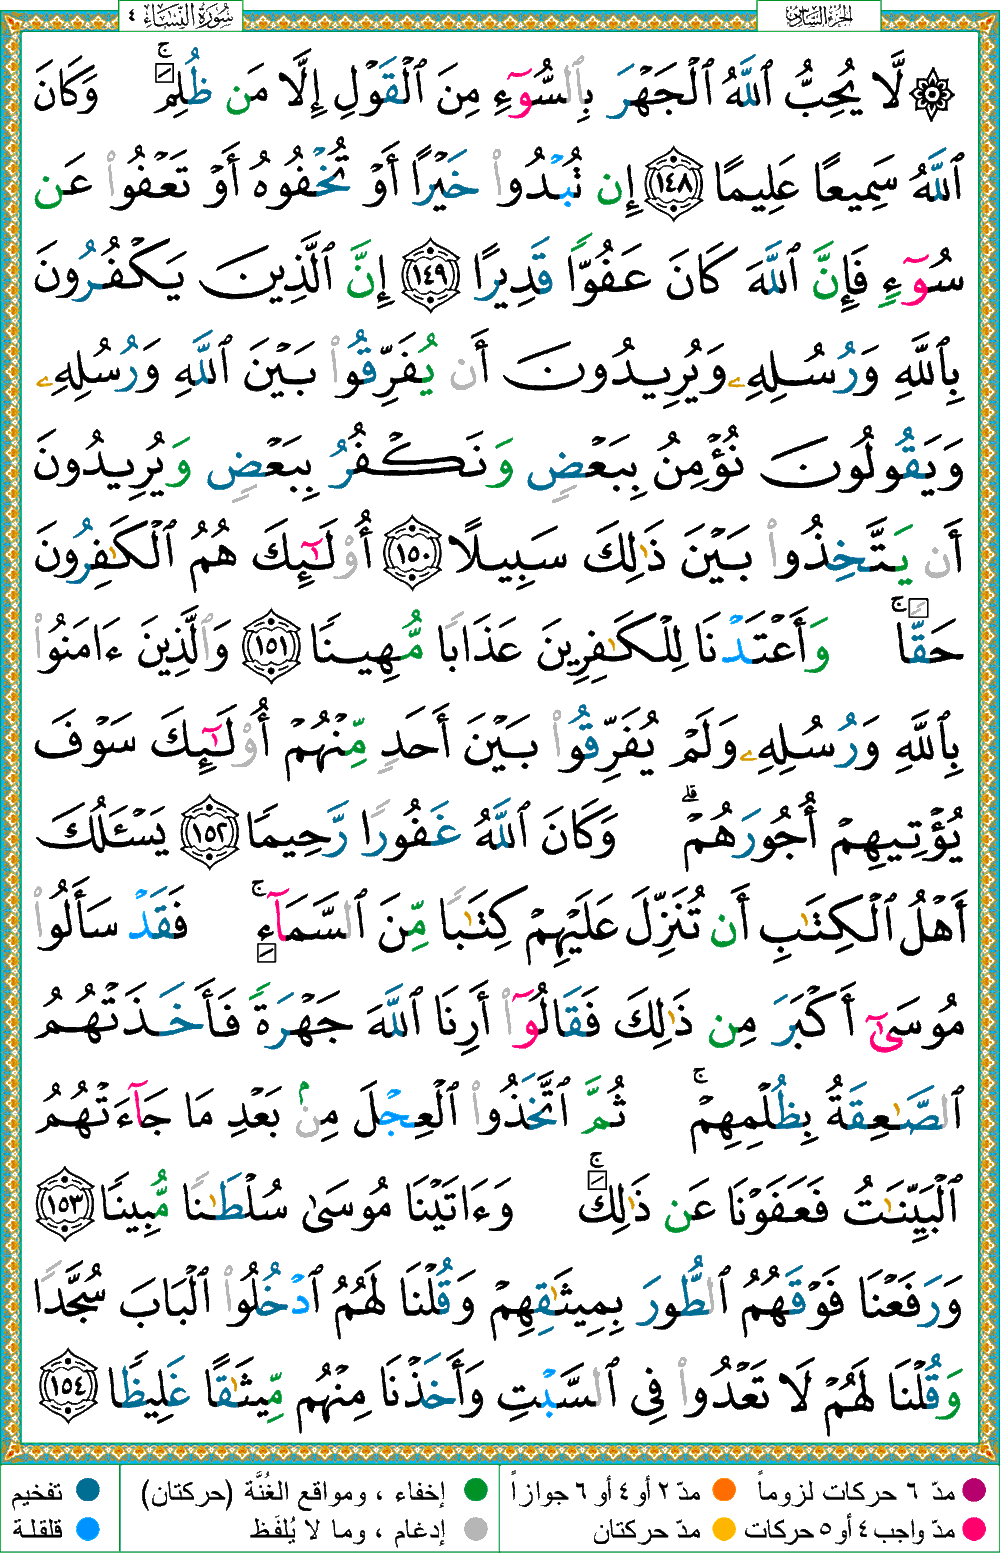 الجزء السادس
سُورَةُ النِّسَاءِ ٤
۞ لَّا يُحِبُّ ٱللَّهُ ٱلْجَهْرَ بِٱلسُّوٓءِ مِنَ ٱلْقَوْلِ إِلَّا مَن ظُلِمَ ۚ وَكَانَ
ٱللَّهُ سَمِيعًا عَلِيمًا ١٤٨ إِن تُبْدُوا۟ خَيْرًا أَوْ تُخْفُوهُ أَوْ تَعْفُوا۟ عَن
سُوٓءٍ فَإِنَّ ٱللَّهَ كَانَ عَفُوًّا قَدِيرًا ١٤٩ إِنَّ ٱلَّذِينَ يَكْفُرُونَ
بِٱللَّهِ وَرُسُلِهِۦ وَيُرِيدُونَ أَن يُفَرِّقُوا۟ بَيْنَ ٱللَّهِ وَرُسُلِهِۦ
وَيَقُولُونَ نُؤْمِنُ بِبَعْضٍ وَنَكْفُرُ بِبَعْضٍ وَيُرِيدُونَ
أَن يَتَّخِذُوا۟ بَيْنَ ذَٰلِكَ سَبِيلًا ١٥٠ أُو۟لَٰٓئِكَ هُمُ ٱلْكَٰفِرُونَ
حَقًّا ۚ وَأَعْتَدْنَا لِلْكَٰفِرِينَ عَذَابًا مُّهِينًا ١٥١ وَٱلَّذِينَ ءَامَنُوا۟
بِٱللَّهِ وَرُسُلِهِۦ وَلَمْ يُفَرِّقُوا۟ بَيْنَ أَحَدٍ مِّنْهُمْ أُو۟لَٰٓئِكَ سَوْفَ
يُؤْتِيهِمْ أُجُورَهُمْ ۗ وَكَانَ ٱللَّهُ غَفُورًا رَّحِيمًا ١٥٢ يَسْـَٔلُكَ
أَهْلُ ٱلْكِتَٰبِ أَن تُنَزِّلَ عَلَيْهِمْ كِتَٰبًا مِّنَ ٱلسَّمَآءِ ۚ فَقَدْ سَأَلُوا۟
مُوسَىٰٓ أَكْبَرَ مِن ذَٰلِكَ فَقَالُوٓا۟ أَرِنَا ٱللَّهَ جَهْرَةً فَأَخَذَتْهُمُ
ٱلصَّٰعِقَةُ بِظُلْمِهِمْ ۚ ثُمَّ ٱتَّخَذُوا۟ ٱلْعِجْلَ مِنۢ بَعْدِ مَا جَآءَتْهُمُ
ٱلْبَيِّنَٰتُ فَعَفَوْنَا عَن ذَٰلِكَ ۚ وَءَاتَيْنَا مُوسَىٰ سُلْطَٰنًا مُّبِينًا ١٥٣
وَرَفَعْنَا فَوْقَهُمُ ٱلطُّورَ بِمِيثَٰقِهِمْ وَقُلْنَا لَهُمُ ٱدْخُلُوا۟ ٱلْبَابَ سُجَّدًا
وَقُلْنَا لَهُمْ لَا تَعْدُوا۟ فِى ٱلسَّبْتِ وَأَخَذْنَا مِنْهُم مِّيثَٰقًا غَلِيظًا ١٥٤
مدّ ٦ حركات لزوماً مدّ ٢ أو ٤ أو ٦ جوازاً إخفاء ، ومواقع الغُنَّة (حركتان) تفخيم
مدّ واجب ٤ أو ٥ حركات مدّ حركتان إدغام ، وما لا يُلفَظ قلقلة